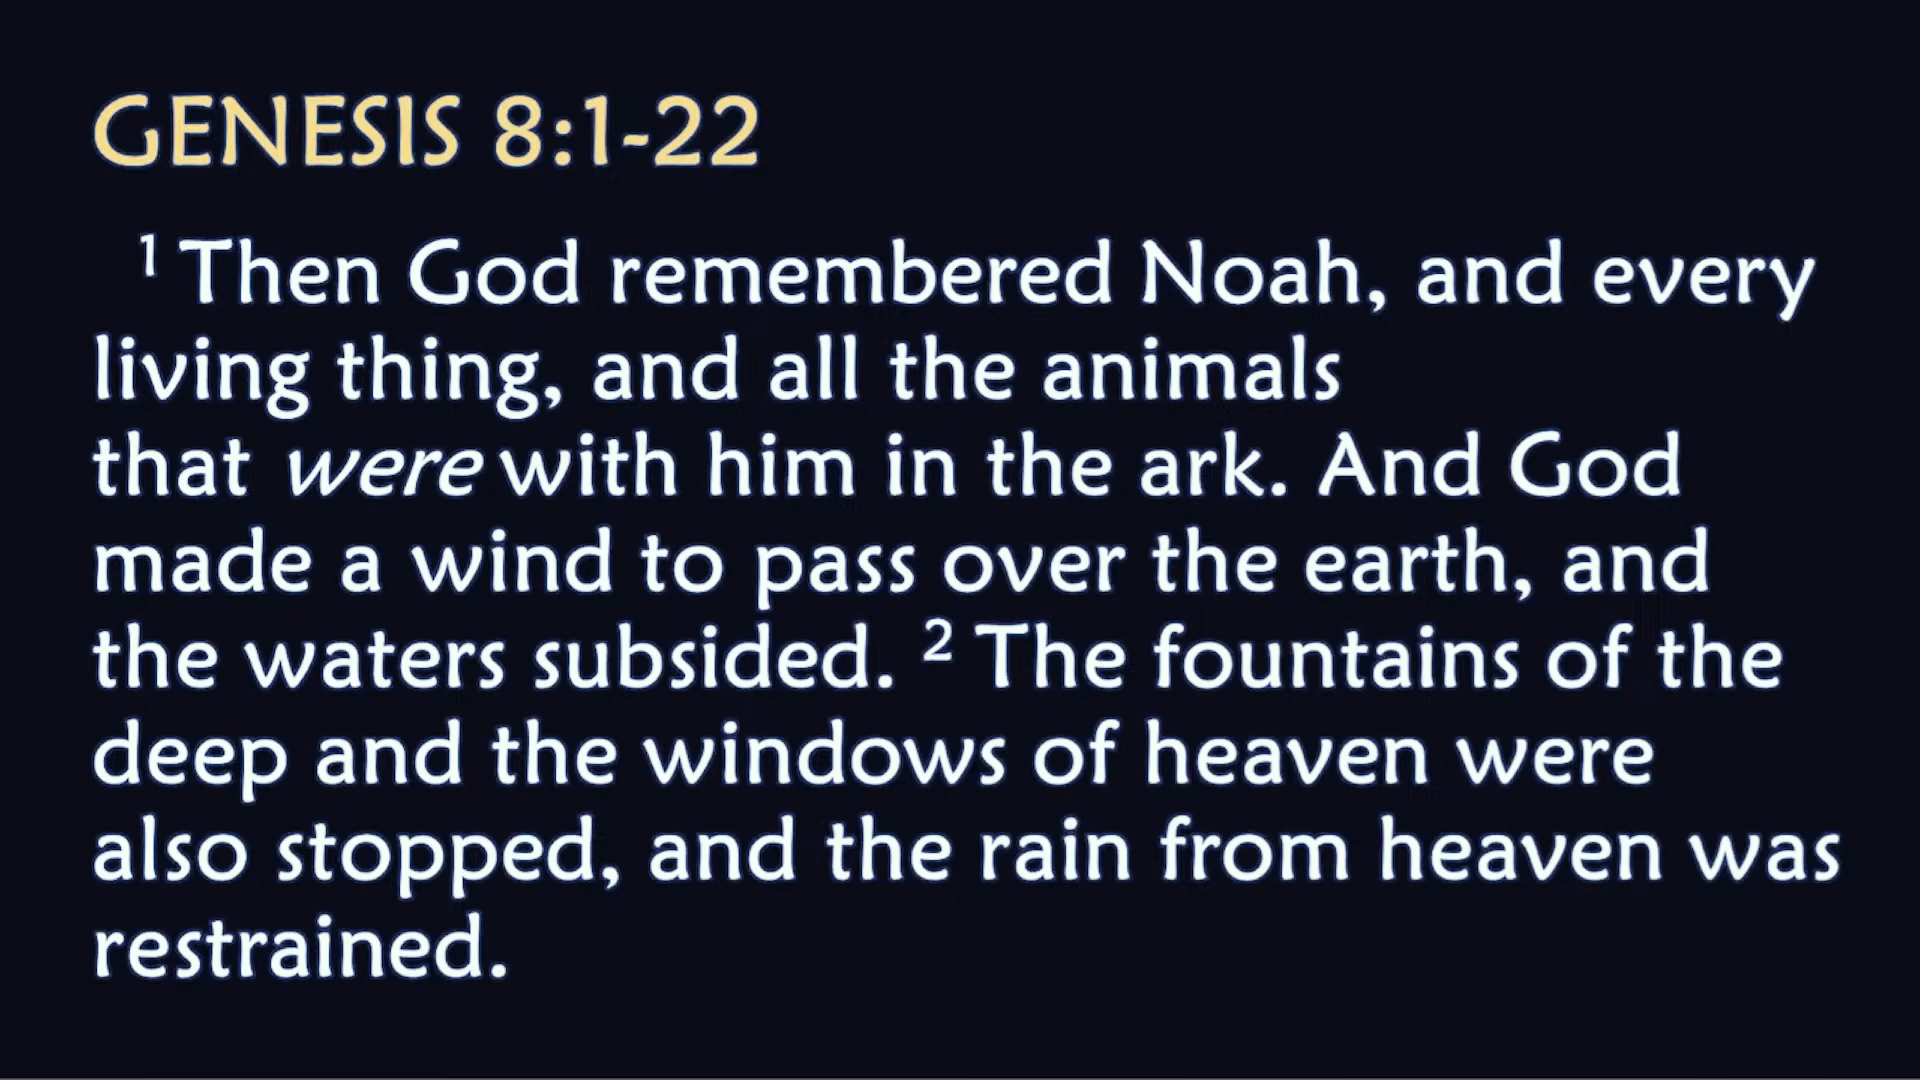 GENESIS 8:1-22
1 Then God remembered Noah, and every
living thing, and all the animals
that were with him in the ark. And God
made a wind to pass over the earth, and
the waters subsided. 2 The fountains of the
deep and the windows of heaven were
also stopped, and the rain from heaven was
restrained.